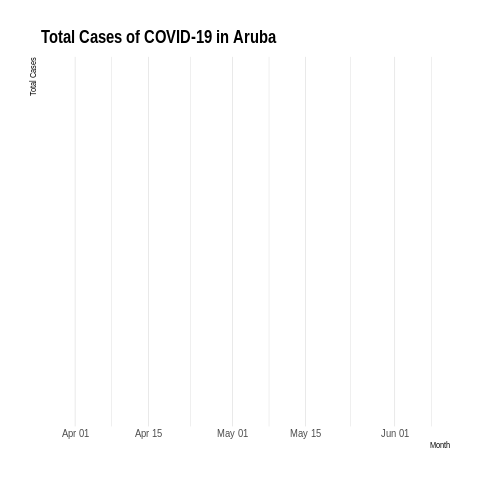 Total Cases of COVID-19 in Aruba
Total Cases
Apr 01
Apr 15
May 01
May 15
Jun 01
Month